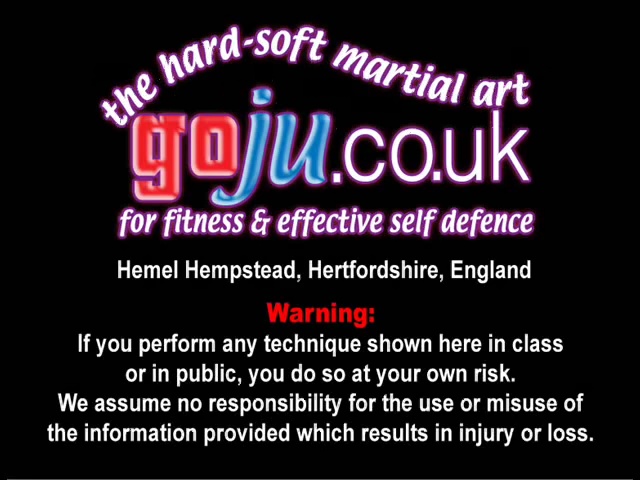 the hard-soft martial art
goju.co.uk
for fitness & effective self defence
Hemel Hempstead, Hertfordshire, England
Warning:
If you perform any technique shown here in class
or in public, you do so at your own risk.
We assume no responsibility for the use or misuse of
the information provided which results in injury or loss.